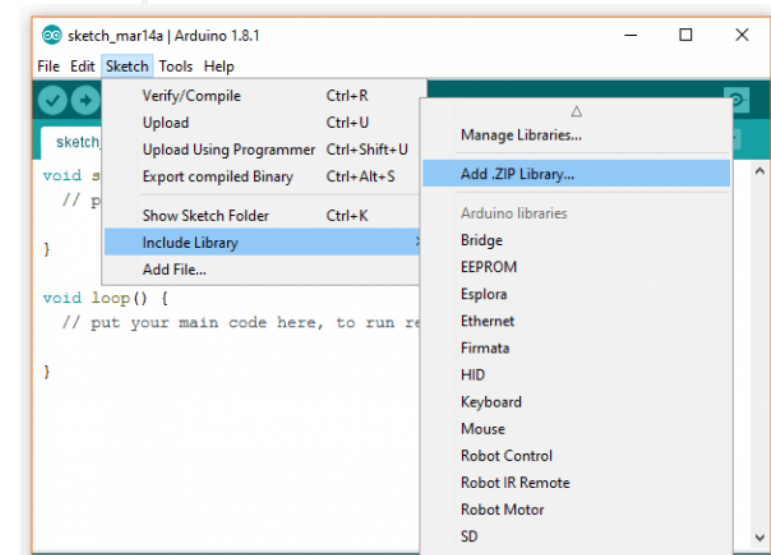 sketch_mar14a | Arduino 1.8.1
File Edit Sketch Tools Help
Verify/Compile Ctrl+R
Upload Ctrl+U
Upload Using Programmer Ctrl+Shift+U
Export compiled Binary Ctrl+Alt+S
Show Sketch Folder Ctrl+K
Include Library
Add File...
Manage Libraries...
Add .ZIP Library...
Arduino libraries
Bridge
EEPROM
Esplora
Ethernet
Firmata
HID
Keyboard
Mouse
Robot Control
Robot IR Remote
Robot Motor
SD
sketch_
void s
// p
}
void loop() {
// put your main code here, to run re
}